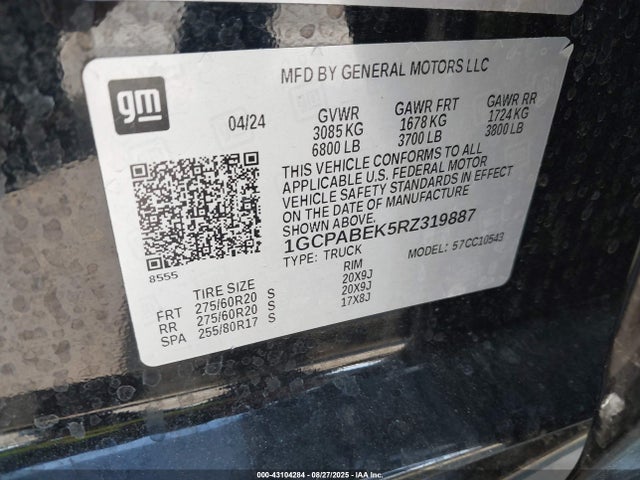 gm
MFD BY GENERAL MOTORS LLC
04/24 GVWR GAWR FRT GAWR RR
3085 KG 1678 KG 1724 KG
6800 LB 3700 LB 3800 LB
THIS VEHICLE CONFORMS TO ALL
APPLICABLE U.S. FEDERAL MOTOR
VEHICLE SAFETY STANDARDS IN EFFECT
ON THE DATE OF MANUFACTURE
SHOWN ABOVE.
1GCPABEK5RZ319887
8555 TYPE: TRUCK MODEL: 57CC10543
TIRE SIZE RIM
FRT 275/60R20 S 20X9J
RR 275/60R20 S 20X9J
SPA 255/80R17 S 17X8J
000-43104284 - 08/27/2025 - IAA Inc.